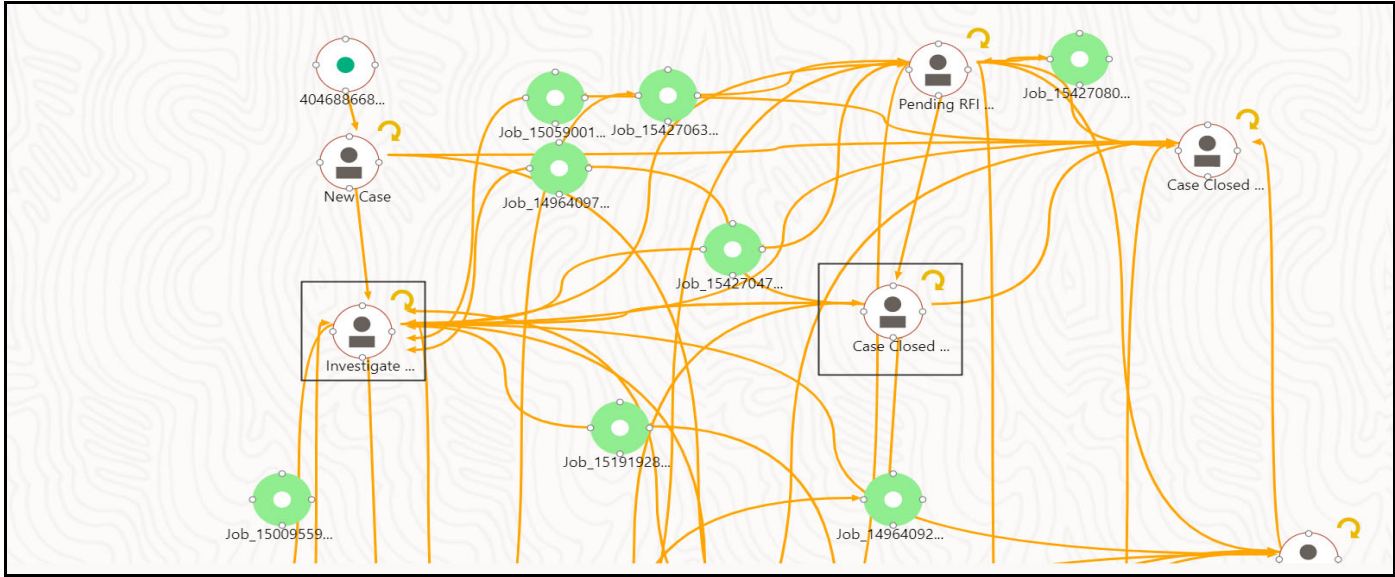 404688668...
Pending RFI ...
Job_15427080...
Job_15059001...
Job_15427063...
New Case
Job_14964097...
Case Closed ...
Job_15427047...
Investigate ...
Case Closed ...
Job_15191928...
Job_15009559...
Job_14964092...